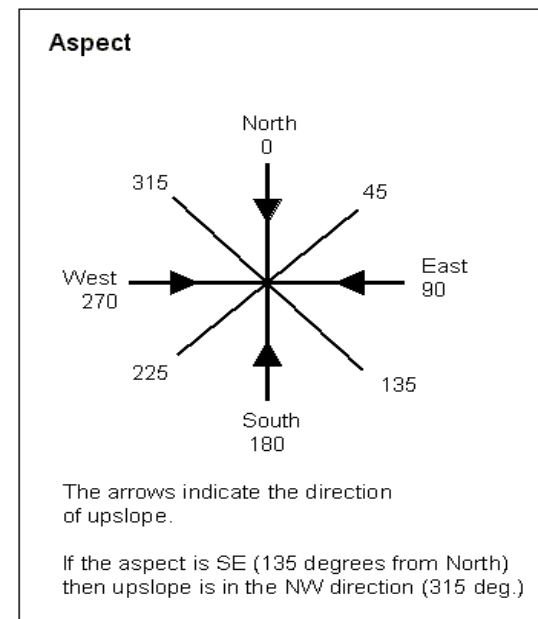 Aspect
North
0
315
45
West
270
East
90
225
135
South
180
The arrows indicate the direction
of upslope.
If the aspect is SE (135 degrees from North)
then upslope is in the NW direction (315 deg.)